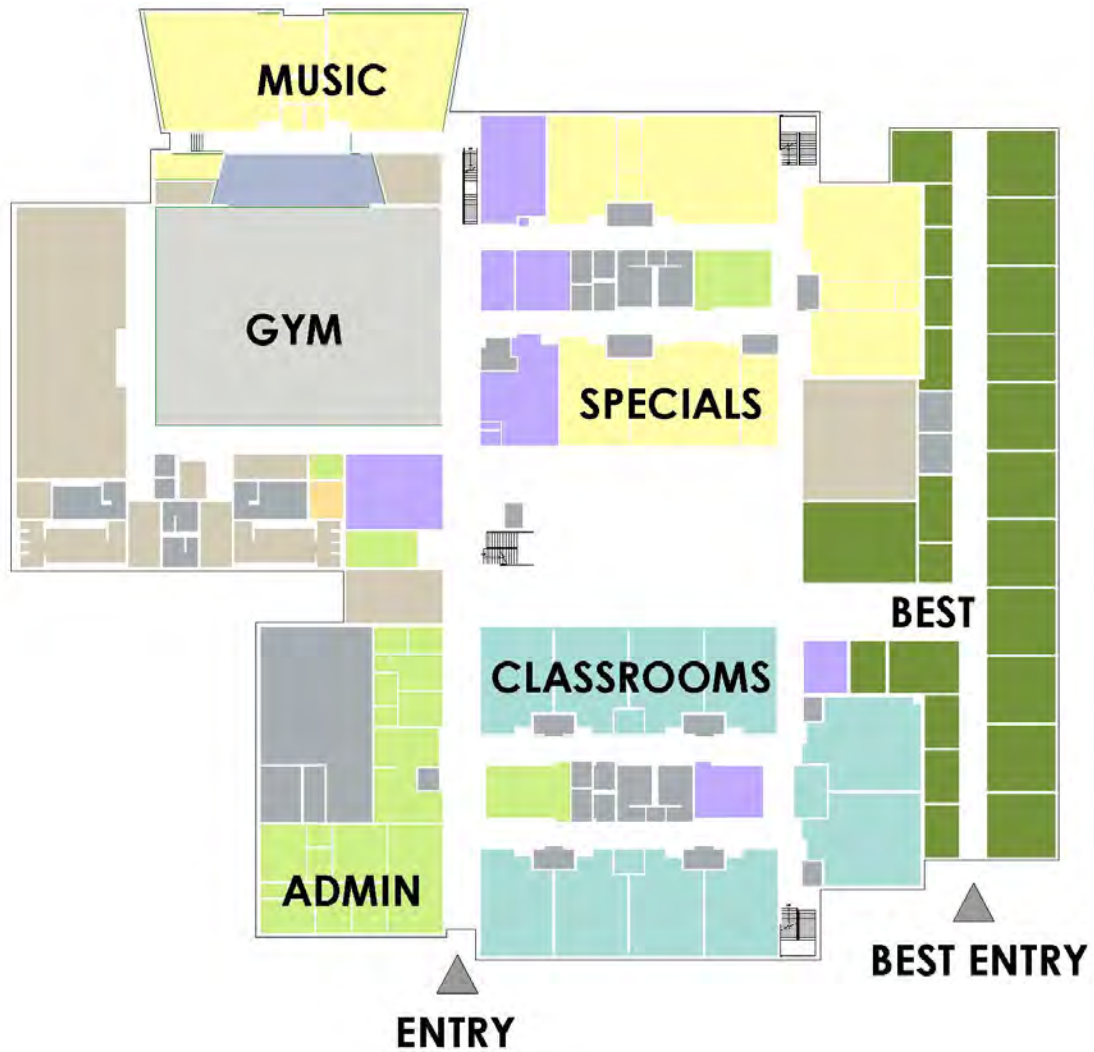 MUSIC
GYM
SPECIALS
BEST
CLASSROOMS
ADMIN
BEST ENTRY
ENTRY